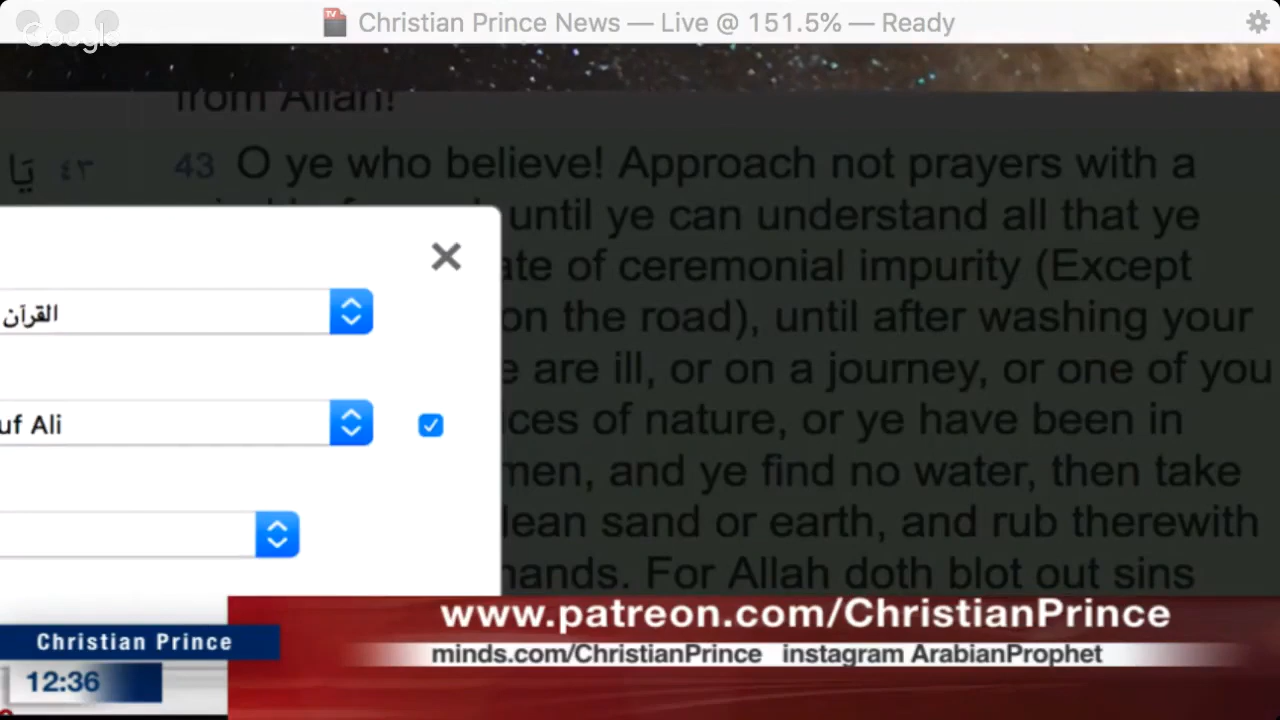 Christian Prince News — Live @ 151.5% — Ready
Google
from Allah!
يَا ٤٣
43 O ye who believe! Approach not prayers with a
until ye can understand all that ye
ate of ceremonial impurity (Except
القرآن
on the road), until after washing your
e are ill, or on a journey, or one of you
uf Ali
ces of nature, or ye have been in
men, and ye find no water, then take
lean sand or earth, and rub therewith
hands. For Allah doth blot out sins
www.patreon.com/ChristianPrince
Christian Prince
minds.com/ChristianPrince instagram ArabianProphet
12:36